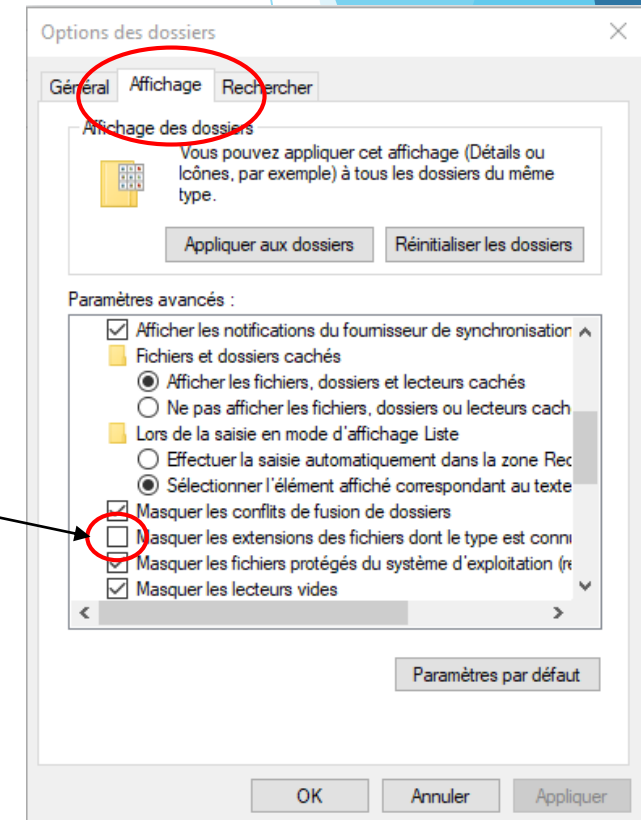 Options des dossiers
Général Affichage Rechercher
Affichage des dossiers
Vous pouvez appliquer cet affichage (Détails ou
Icônes, par exemple) à tous les dossiers du même
type.
Appliquer aux dossiers Réinitialiser les dossiers
Paramètres avancés :
Afficher les notifications du fournisseur de synchronisation
Fichiers et dossiers cachés
Afficher les fichiers, dossiers et lecteurs cachés
Ne pas afficher les fichiers, dossiers ou lecteurs cach
Lors de la saisie en mode d'affichage Liste
Effectuer la saisie automatiquement dans la zone Rec
Sélectionner l'élément affiché correspondant au texte
Masquer les conflits de fusion de dossiers
Masquer les extensions des fichiers dont le type est connu
Masquer les fichiers protégés du système d'exploitation (re
Masquer les lecteurs vides
Paramètres par défaut
OK Annuler Appliquer